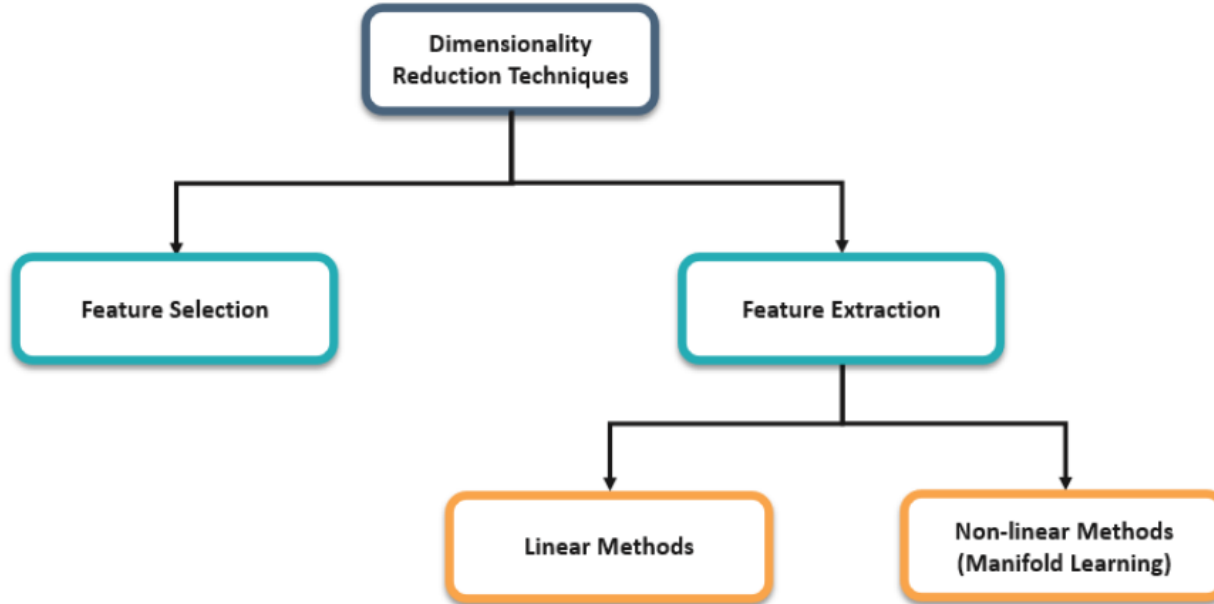 Dimensionality
Reduction Techniques
Feature Selection
Feature Extraction
Linear Methods
Non-linear Methods
(Manifold Learning)